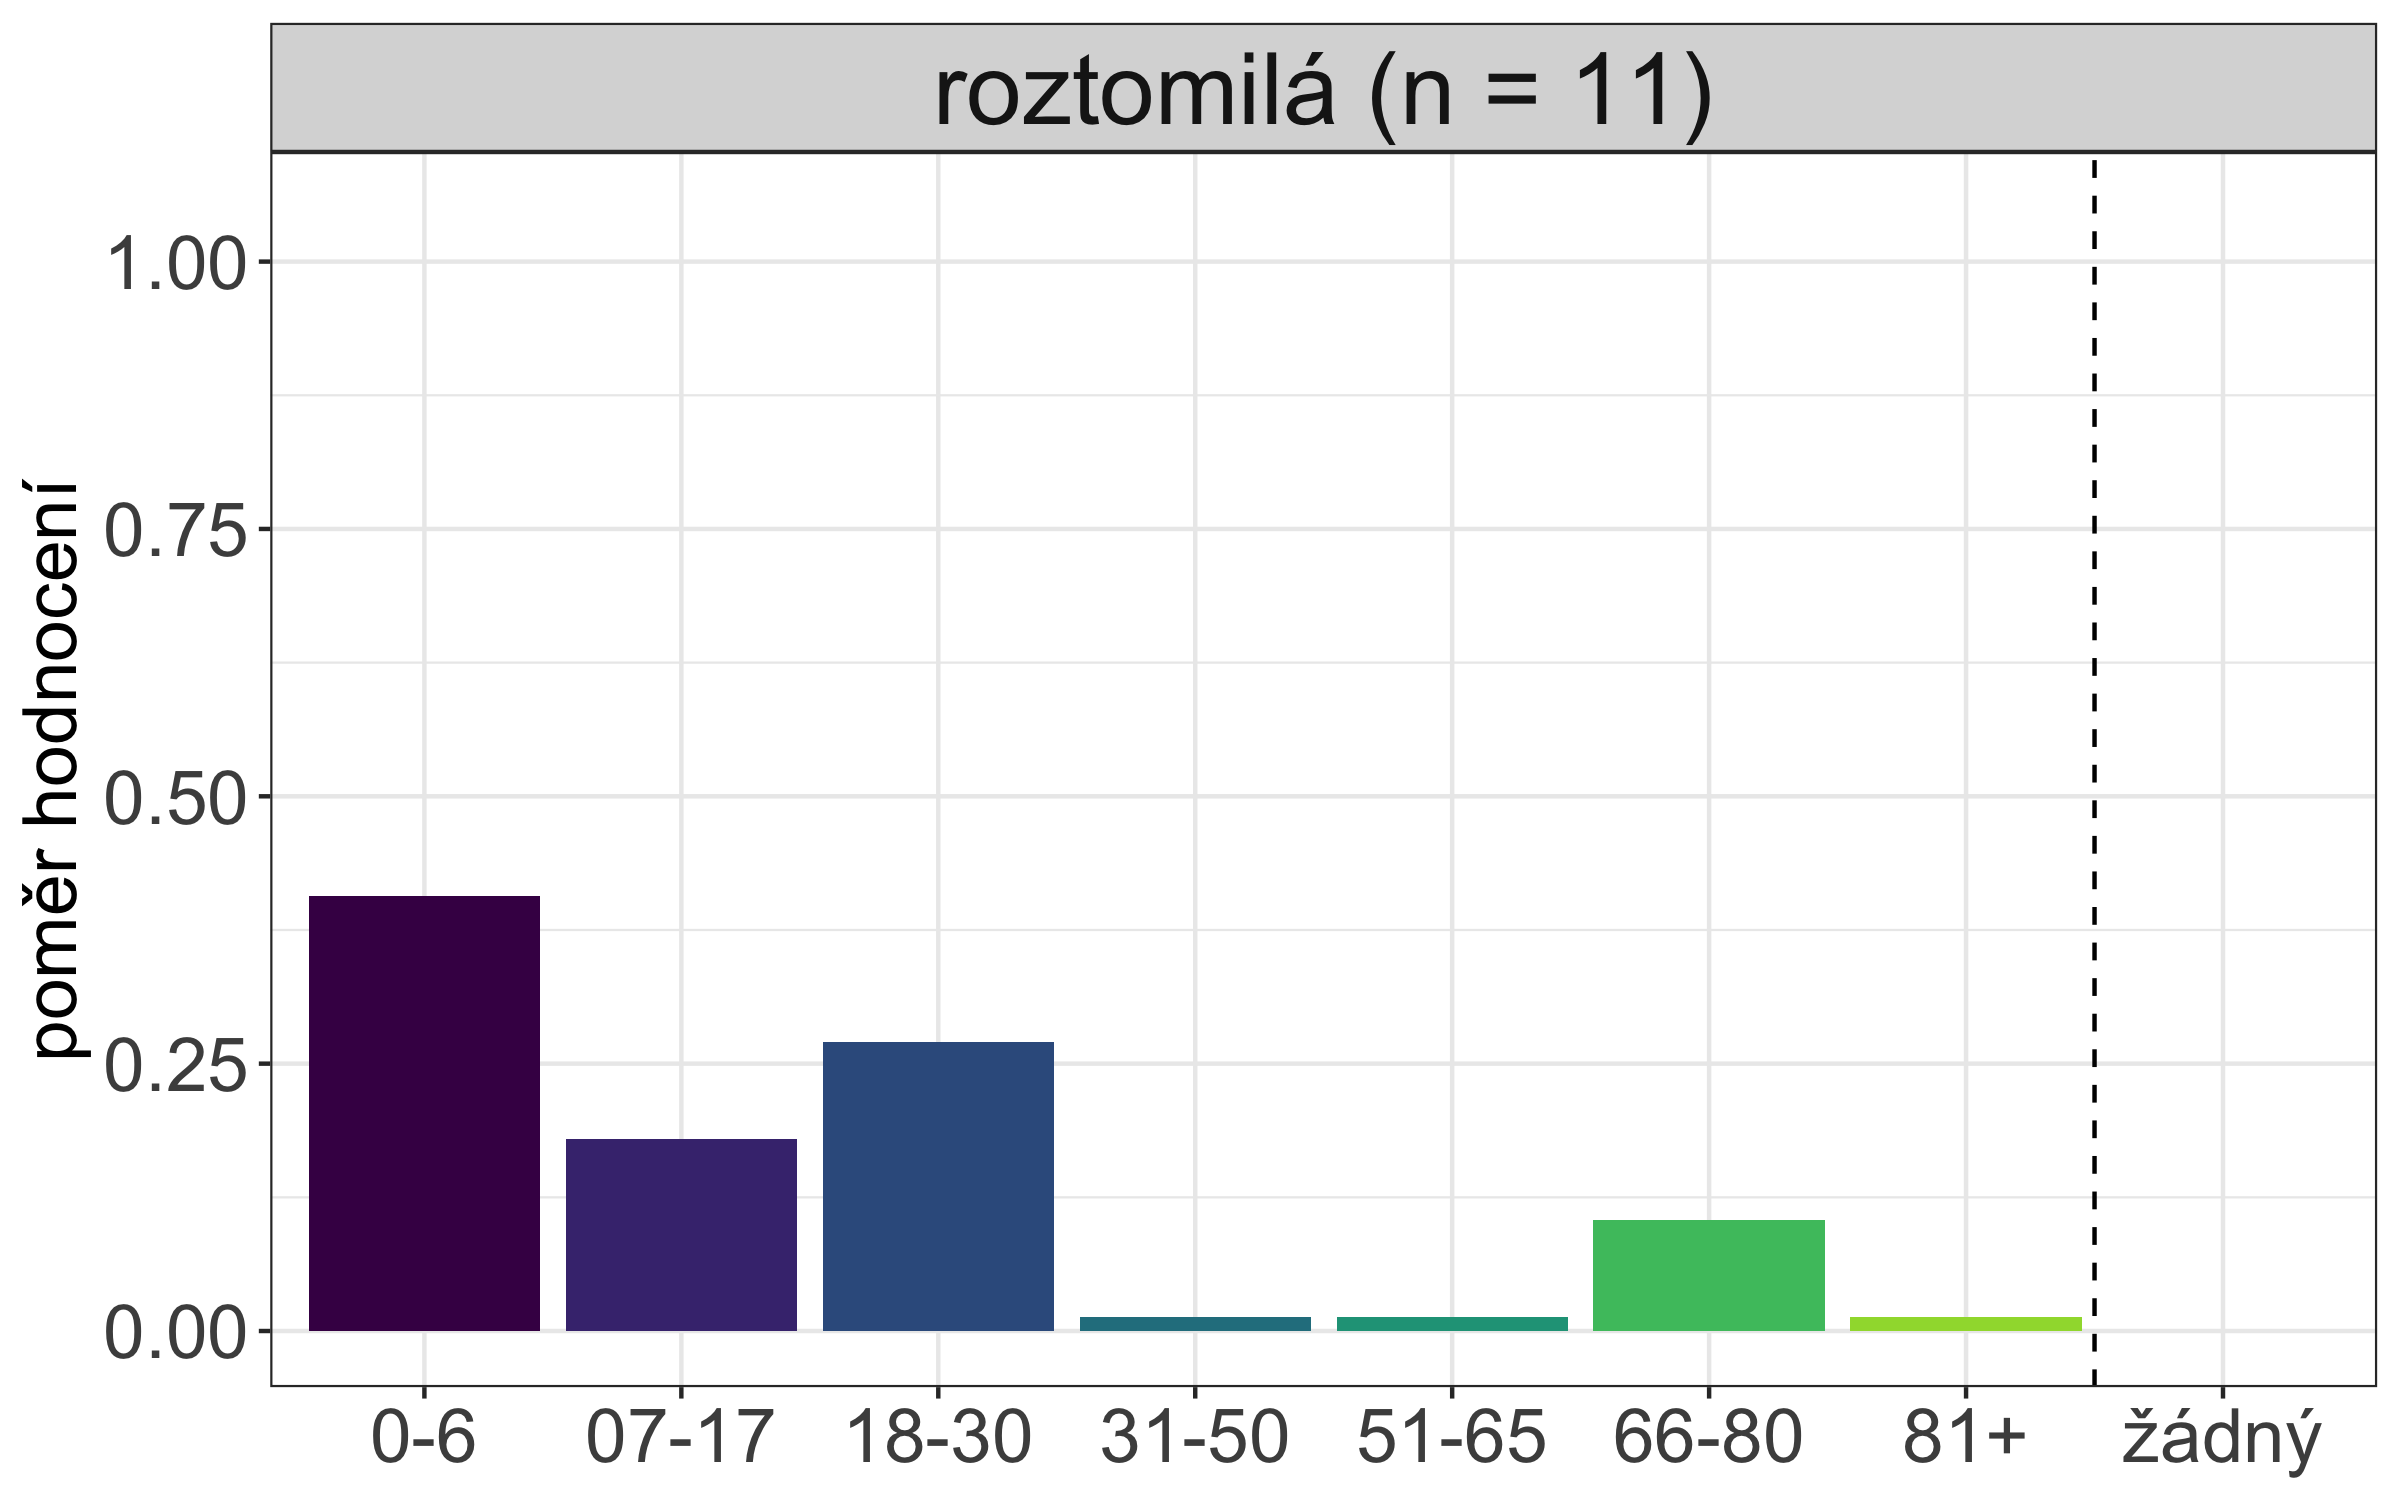 roztomilá (n = 11)
poměr hodnocení
1.00
0.75
0.50
0.25
0.00
0-6 07-17 18-30 31-50 51-65 66-80 81+ žádný